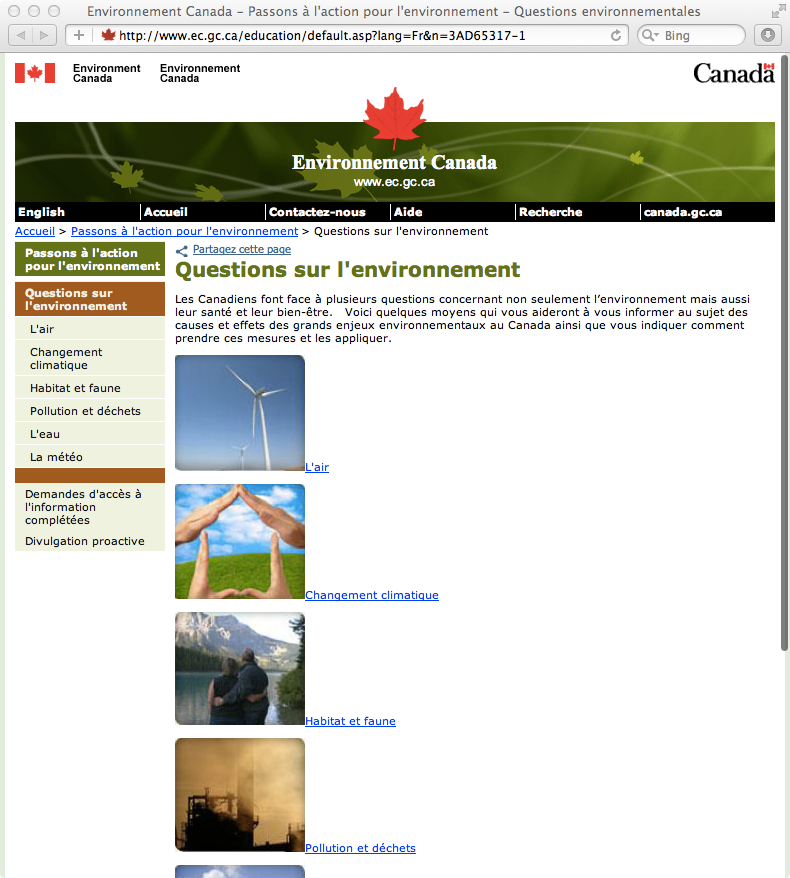 Environnement Canada – Passons à l'action pour l'environnement – Questions environnementales
http://www.ec.gc.ca/education/default.asp?lang=Fr&n=3AD65317-1
Bing
Environment
Canada
Environnement
Canada
Canada
Environnement Canada
www.ec.gc.ca
English
Accueil
Contactez-nous
Aide
Recherche
canada.gc.ca
Accueil > Passons à l'action pour l'environnement > Questions sur l'environnement
Passons à l'action
pour l'environnement
Questions sur
l'environnement
L'air
Changement
climatique
Habitat et faune
Pollution et déchets
L'eau
La météo
Demandes d'accès à
l'information
complétées
Divulgation proactive
Partagez cette page
Questions sur l'environnement
Les Canadiens font face à plusieurs questions concernant non seulement l’environnement mais aussi
leur santé et leur bien-être.   Voici quelques moyens qui vous aideront à vous informer au sujet des
causes et effets des grands enjeux environnementaux au Canada ainsi que vous indiquer comment
prendre ces mesures et les appliquer.
L'air
Changement climatique
Habitat et faune
Pollution et déchets